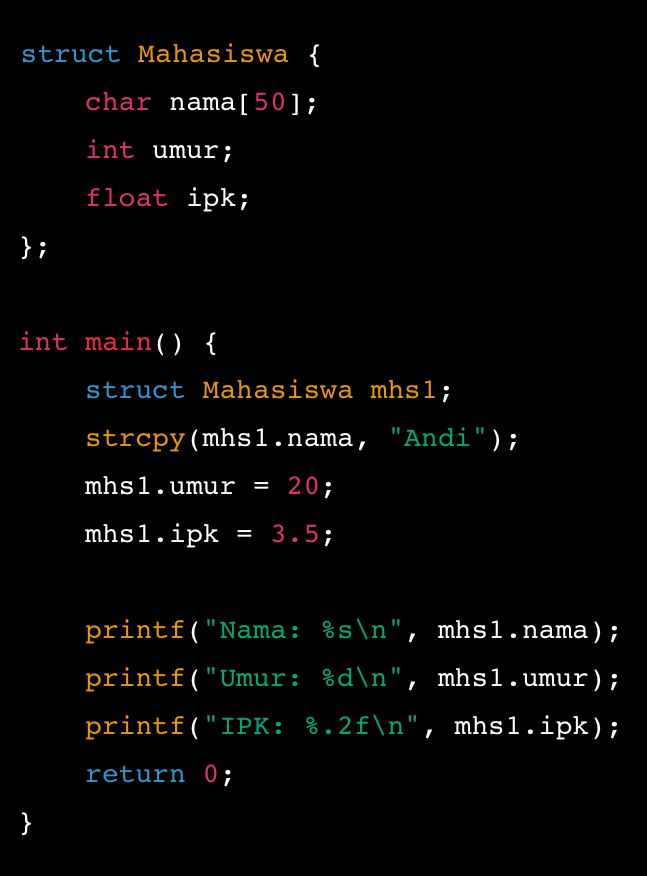 struct Mahasiswa {
    char nama[50];
    int umur;
    float ipk;
};

int main() {
    struct Mahasiswa mhs1;
    strcpy(mhs1.nama, "Andi");
    mhs1.umur = 20;
    mhs1.ipk = 3.5;

    printf("Nama: %s\n", mhs1.nama);
    printf("Umur: %d\n", mhs1.umur);
    printf("IPK: %.2f\n", mhs1.ipk);
    return 0;
}